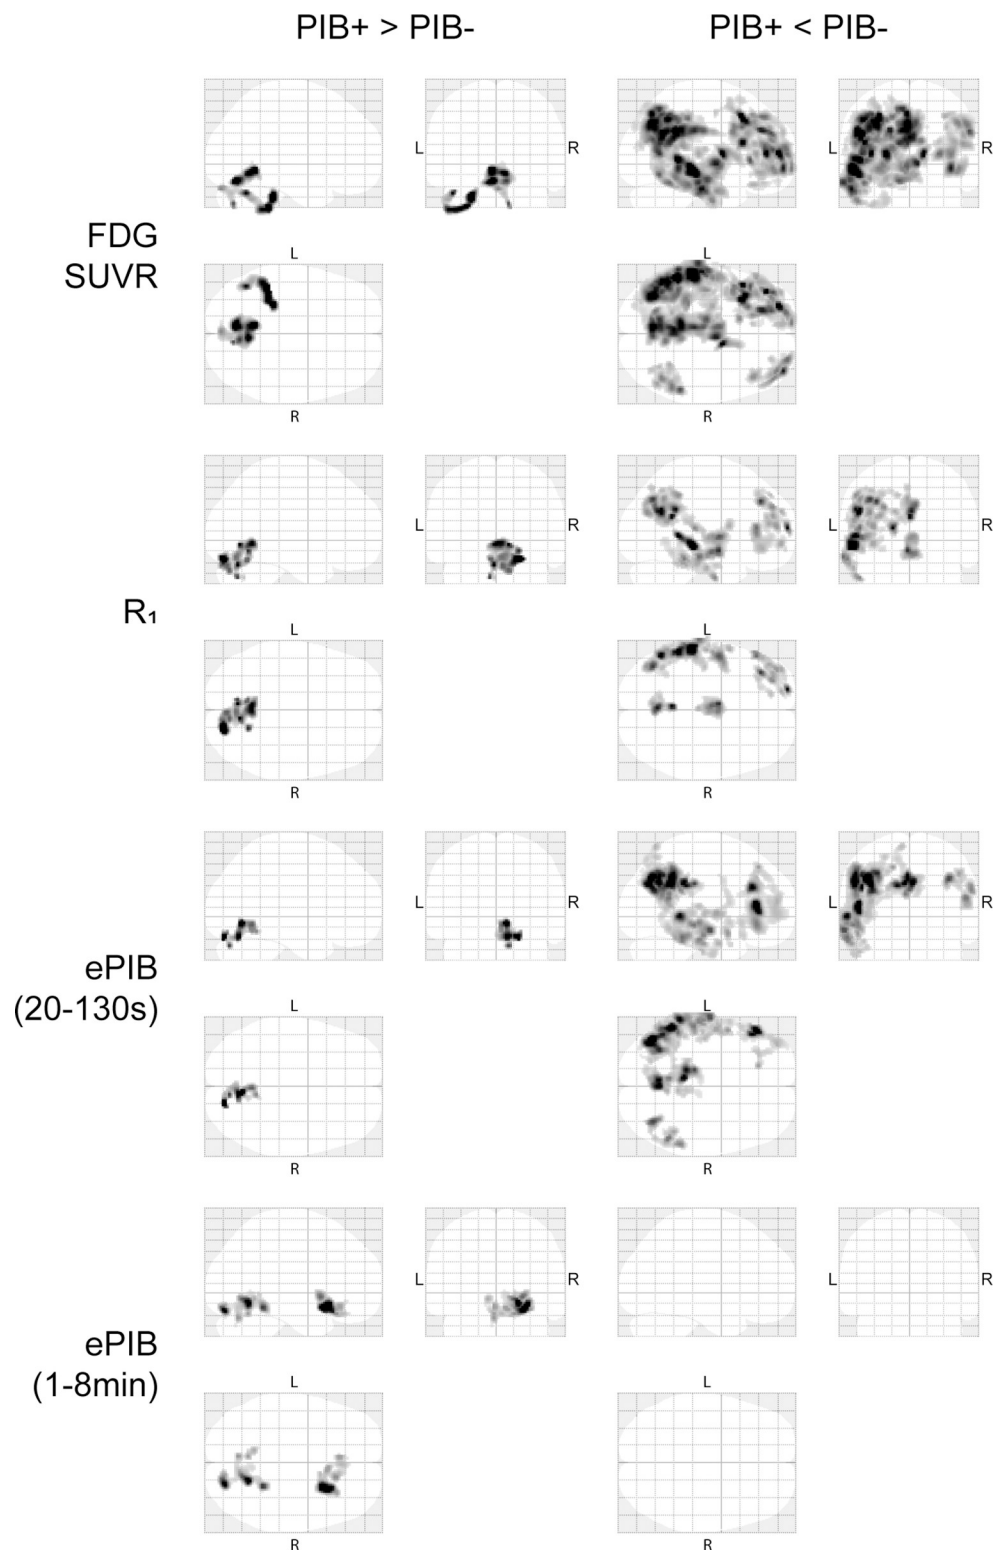 PIB+ > PIB- PIB+ < PIB-
L R L R
FDG
SUVR
L L
R R
L R L R
R₁
L L
R R
L R L R
ePIB
(20-130s)
L L
R R
L R L R
ePIB
(1-8min)
L L
R R